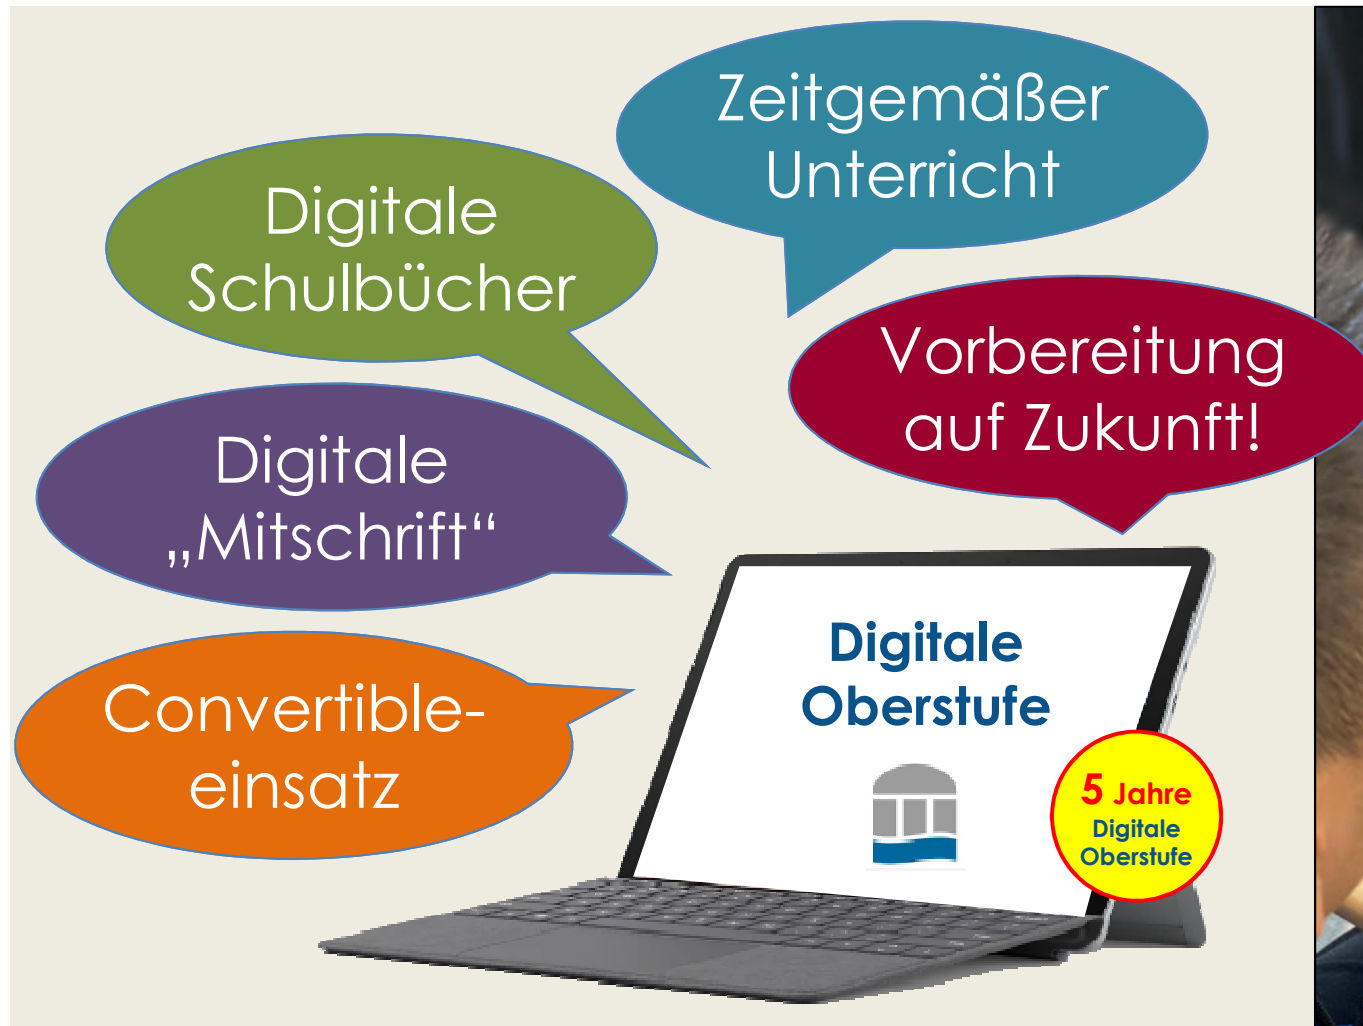 Zeitgemäßer
Unterricht
Digitale
Schulbücher
Vorbereitung
auf Zukunft!
Digitale
„Mitschrift“
Convertible-
einsatz
Digitale
Oberstufe
5 Jahre
Digitale
Oberstufe